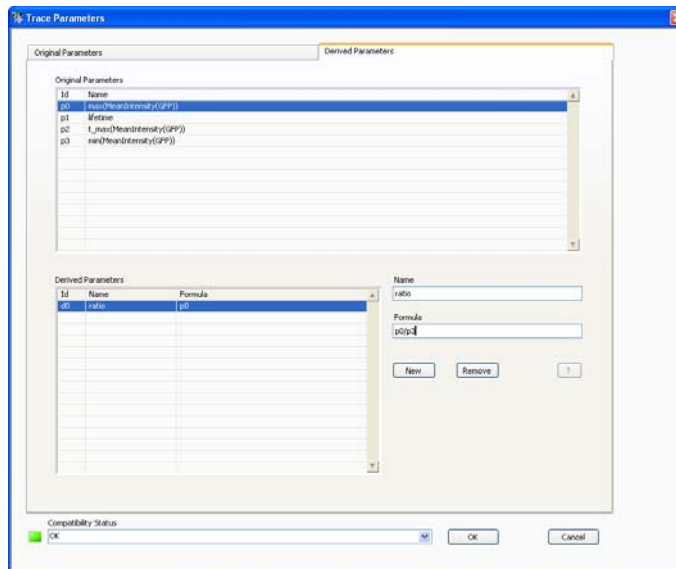 Trace Parameters
Original Parameters
Derived Parameters
Original Parameters
Id Name
p0 max(MeanIntensity(GFP))
p1 lifetime
p2 t_max(MeanIntensity(GFP))
p3 min(MeanIntensity(GFP))
Derived Parameters
Id Name Formula
d0 ratio p0
Name
ratio
Formula
p0/p3
New Remove ?
Compatibility Status
OK
OK Cancel